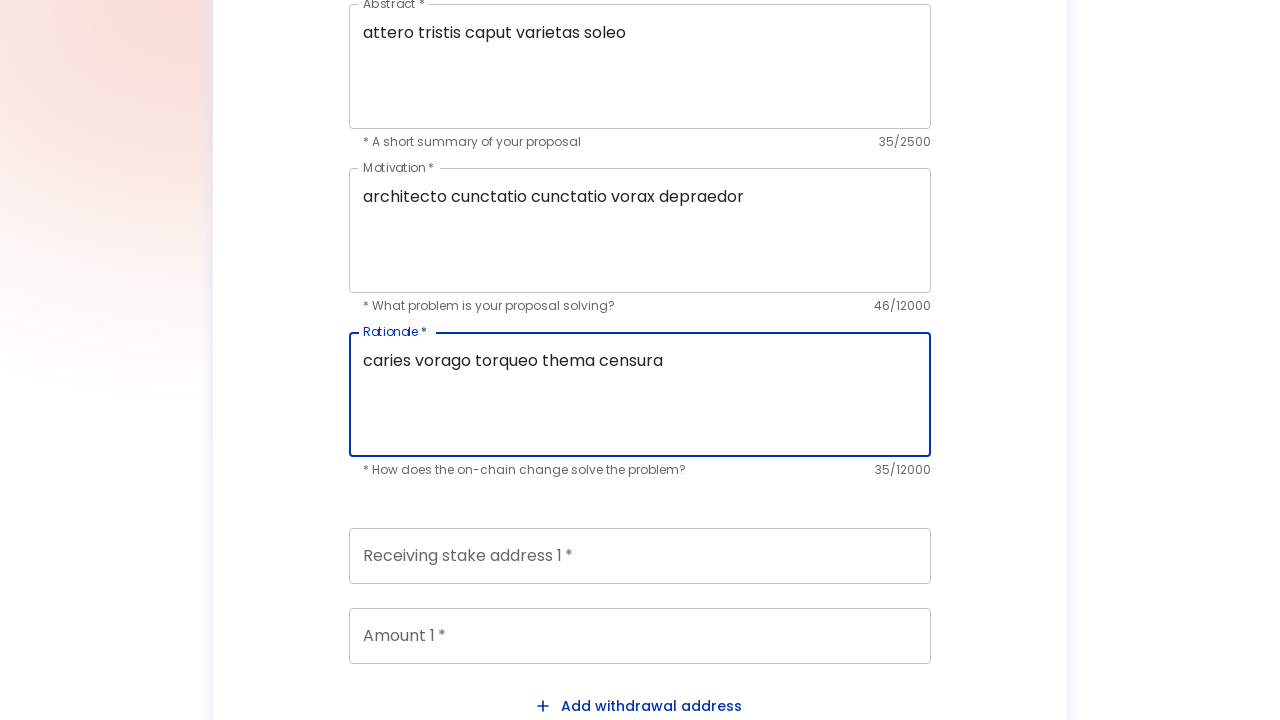 Abstract *
attero tristis caput varietas soleo
* A short summary of your proposal 35/2500
Motivation *
architecto cunctatio cunctatio vorax depraedor
* What problem is your proposal solving? 46/12000
Rationale *
caries vorago torqueo thema censura
* How does the on-chain change solve the problem? 35/12000
Receiving stake address 1 *
Amount 1 *
+ Add withdrawal address